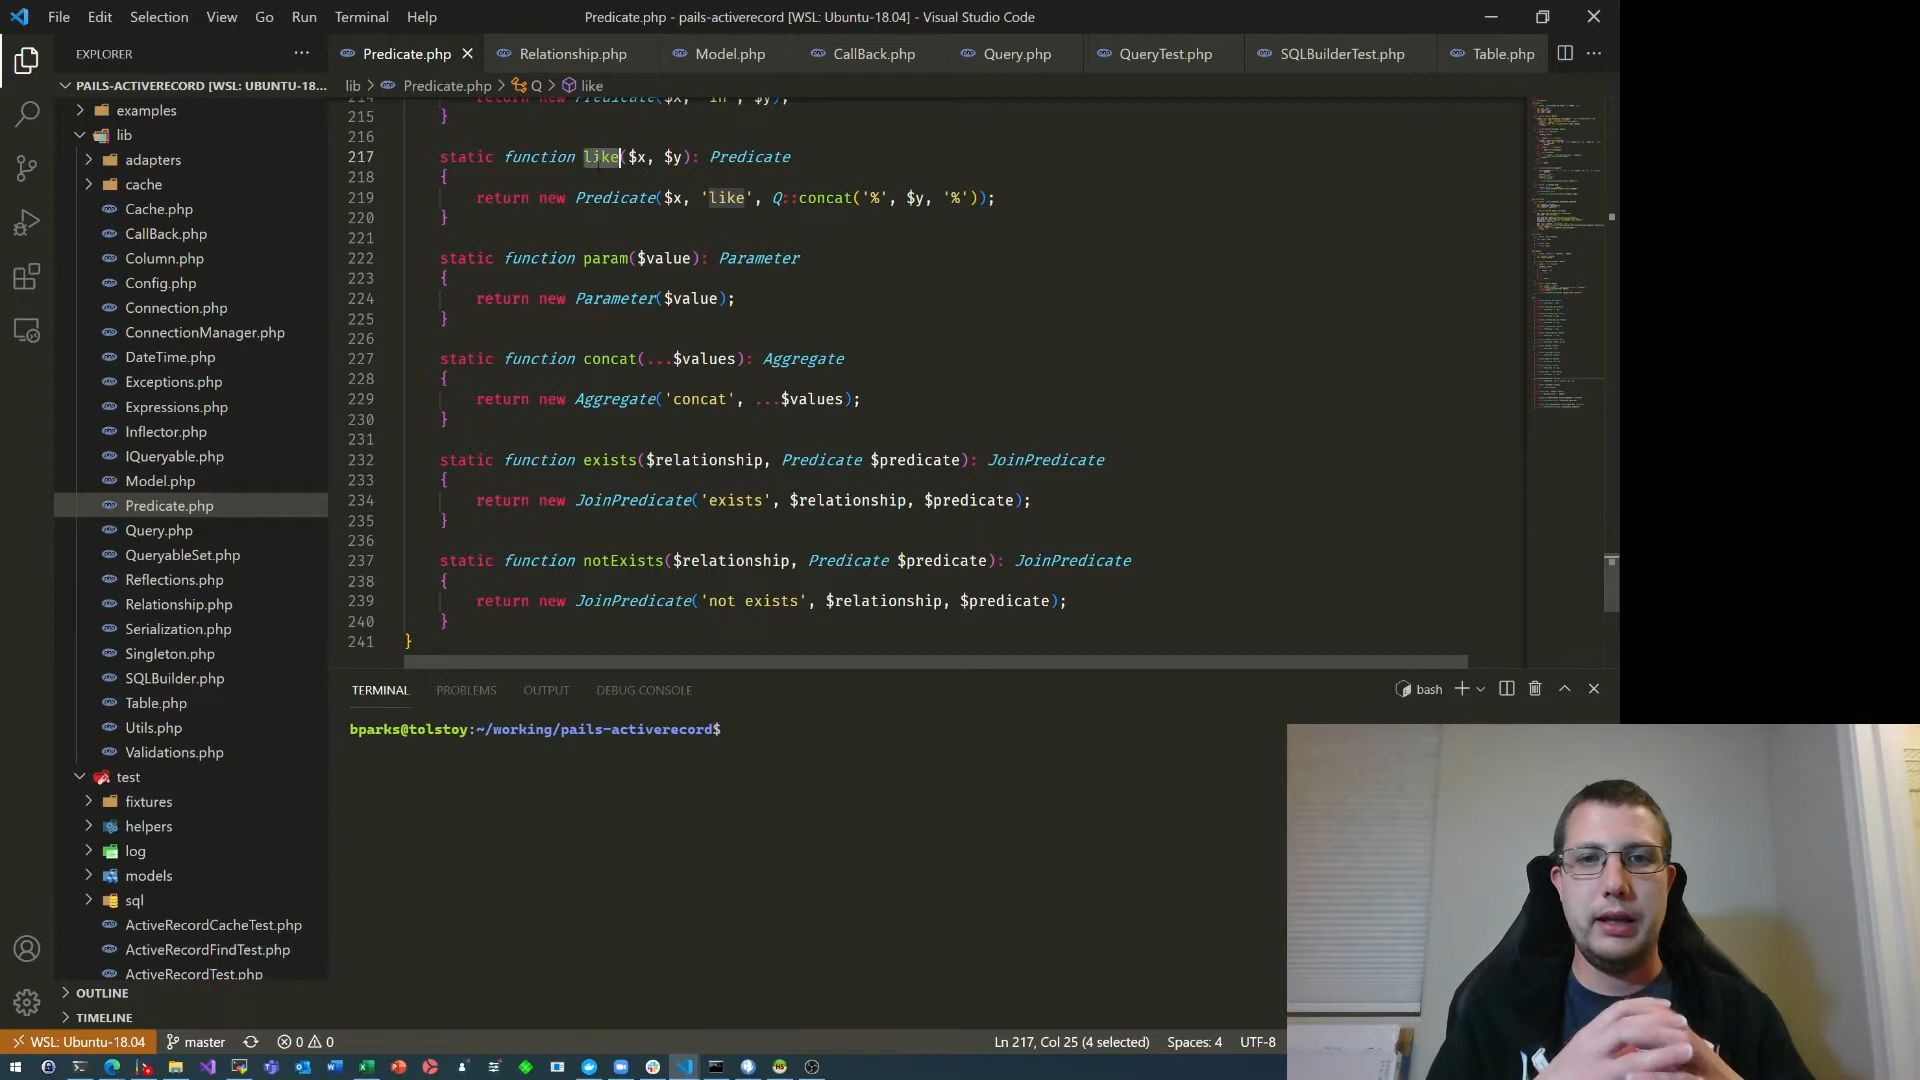 File Edit Selection View Go Run Terminal Help Predicate.php - pails-activerecord [WSL: Ubuntu-18.04] - Visual Studio Code
EXPLORER
Predicate.php Relationship.php Model.php CallBack.php Query.php QueryTest.php SQLBuilderTest.php Table.php
PAILS-ACTIVERECORD [WSL: UBUNTU-18...
lib > Predicate.php > Q > like
examples
lib
adapters
cache
Cache.php
CallBack.php
Column.php
Config.php
Connection.php
ConnectionManager.php
DateTime.php
Exceptions.php
Expressions.php
Inflector.php
IQueryable.php
Model.php
Predicate.php
Query.php
QueryableSet.php
Reflections.php
Relationship.php
Serialization.php
Singleton.php
SQLBuilder.php
Table.php
Utils.php
Validations.php
test
fixtures
helpers
log
models
sql
ActiveRecordCacheTest.php
ActiveRecordFindTest.php
ActiveRecordTest.php
OUTLINE
TIMELINE
214 return new Predicate($x, 'in', $y);
215 }
216
217 static function like($x, $y): Predicate
218 {
219 return new Predicate($x, 'like', Q::concat('%', $y, '%'));
220 }
221
222 static function param($value): Parameter
223 {
224 return new Parameter($value);
225 }
226
227 static function concat(...$values): Aggregate
228 {
229 return new Aggregate('concat', ...$values);
230 }
231
232 static function exists($relationship, Predicate $predicate): JoinPredicate
233 {
234 return new JoinPredicate('exists', $relationship, $predicate);
235 }
236
237 static function notExists($relationship, Predicate $predicate): JoinPredicate
238 {
239 return new JoinPredicate('not exists', $relationship, $predicate);
240 }
241 }
TERMINAL PROBLEMS OUTPUT DEBUG CONSOLE bash
bparks@tolstoy:~/working/pails-activerecord$
WSL: Ubuntu-18.04 master 0 0 Ln 217, Col 25 (4 selected) Spaces: 4 UTF-8